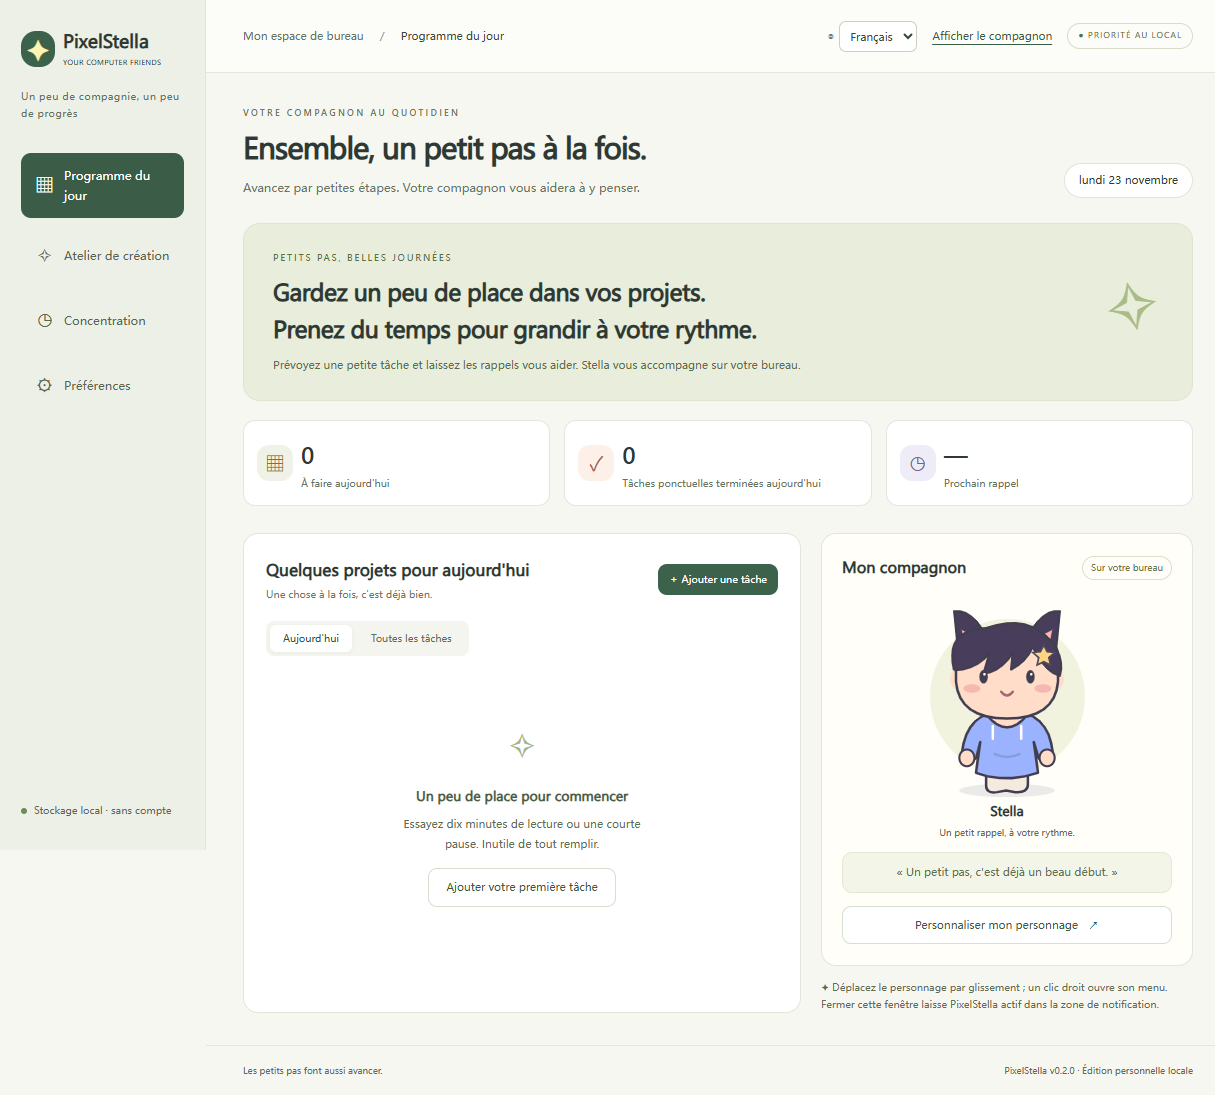 PixelStella
YOUR COMPUTER FRIENDS
Un peu de compagnie, un peu
de progrès
Programme du
jour
Atelier de création
Concentration
Préférences
Stockage local · sans compte
Mon espace de bureau / Programme du jour
Français
Afficher le compagnon
PRIORITÉ AU LOCAL
VOTRE COMPAGNON AU QUOTIDIEN
Ensemble, un petit pas à la fois.
Avancez par petites étapes. Votre compagnon vous aidera à y penser.
lundi 23 novembre
PETITS PAS, BELLES JOURNÉES
Gardez un peu de place dans vos projets.
Prenez du temps pour grandir à votre rythme.
Prévoyez une petite tâche et laissez les rappels vous aider. Stella vous accompagne sur votre bureau.
0
À faire aujourd'hui
0
Tâches ponctuelles terminées aujourd'hui
—
Prochain rappel
Quelques projets pour aujourd'hui
Une chose à la fois, c'est déjà bien.
+ Ajouter une tâche
Aujourd'hui
Toutes les tâches
Un peu de place pour commencer
Essayez dix minutes de lecture ou une courte
pause. Inutile de tout remplir.
Ajouter votre première tâche
Mon compagnon
Sur votre bureau
Stella
Un petit rappel, à votre rythme.
« Un petit pas, c'est déjà un beau début. »
Personnaliser mon personnage ↗
✦ Déplacez le personnage par glissement ; un clic droit ouvre son menu.
Fermer cette fenêtre laisse PixelStella actif dans la zone de notification.
Les petits pas font aussi avancer.
PixelStella v0.2.0 · Édition personnelle locale